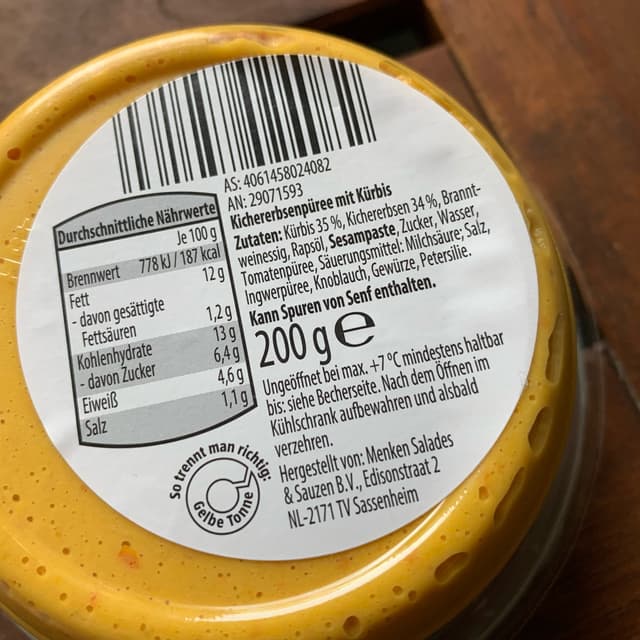 AS: 4061458024082
AN: 29071593
Kichererbsenpüree mit Kürbis
Zutaten: Kürbis 35 %, Kichererbsen 34 %, Brannt-
weinessig, Rapsöl, Sesampaste, Zucker, Wasser,
Tomatenpüree, Säuerungsmittel: Milchsäure; Salz,
Ingwerpüree, Knoblauch, Gewürze, Petersilie.
Kann Spuren von Senf enthalten.
200 g ℮
Ungeöffnet bei max. +7 °C mindestens haltbar
bis: siehe Becherseite. Nach dem Öffnen im
Kühlschrank aufbewahren und alsbald
verzehren.
Hergestellt von: Menken Salades
& Sauzen B.V., Edisonstraat 2
NL-2171 TV Sassenheim
Durchschnittliche Nährwerte
Je 100 g
Brennwert 778 kJ / 187 kcal
Fett 12 g
- davon gesättigte
Fettsäuren 1,2 g
Kohlenhydrate 13 g
- davon Zucker 6,4 g
Eiweiß 4,6 g
Salz 1,1 g
So trennt man richtig:
Gelbe Tonne